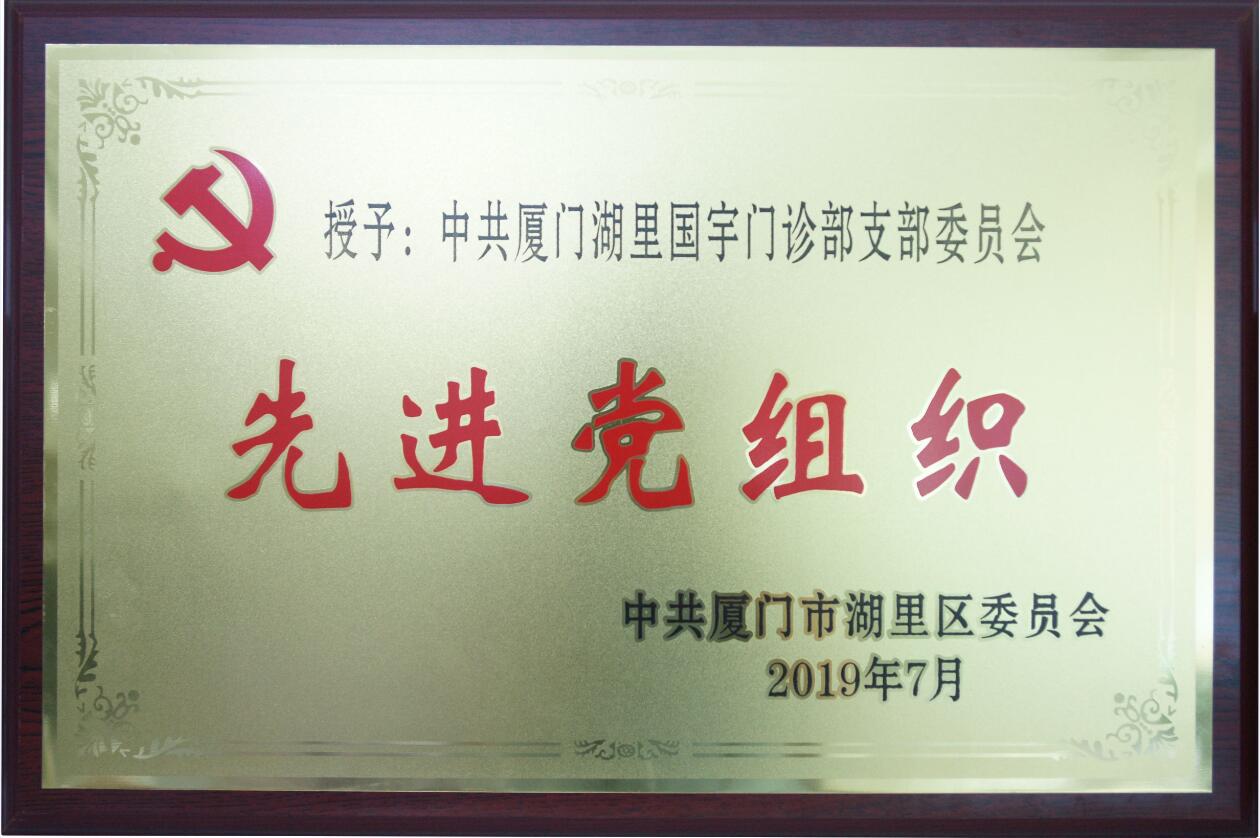 授予：中共厦门湖里国宇门诊部支部委员会
先进党组织
中共厦门市湖里区委员会
2019年7月